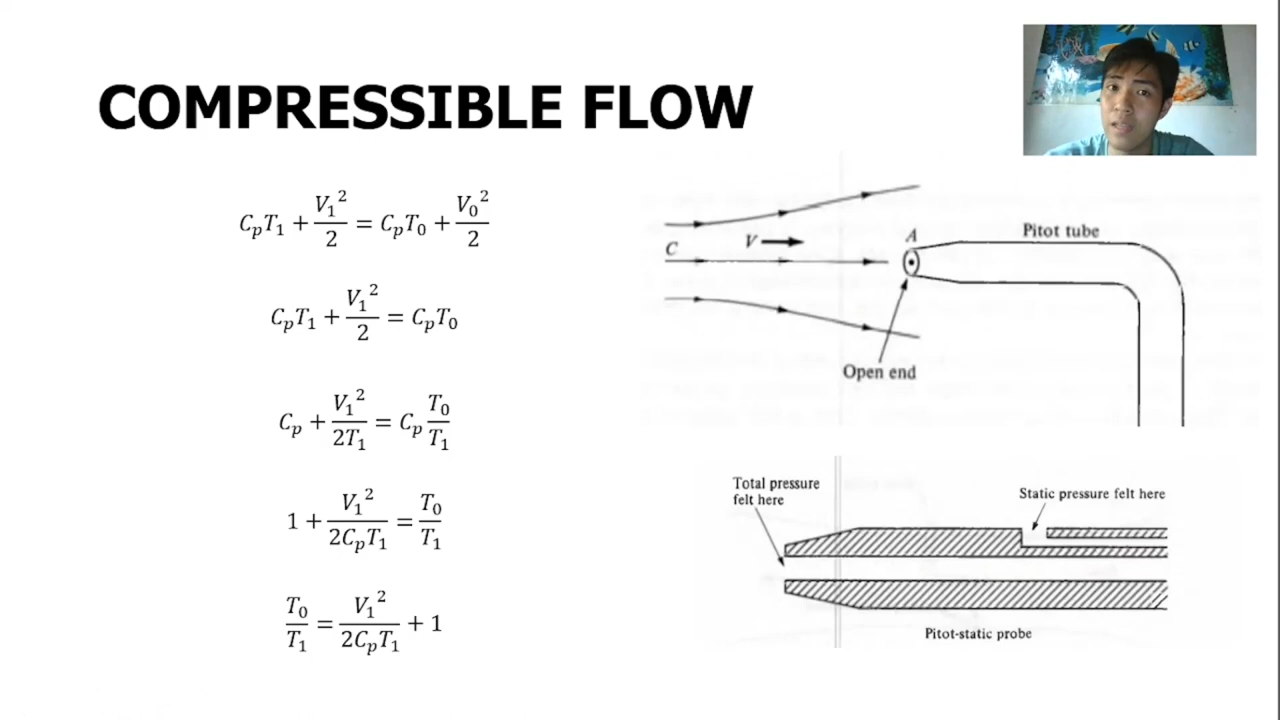 COMPRESSIBLE FLOW
C_pT_1 + V_1^2/2 = C_pT_0 + V_0^2/2
C_pT_1 + V_1^2/2 = C_pT_0
C_p + V_1^2/2T_1 = C_p T_0/T_1
1 + V_1^2/2C_pT_1 = T_0/T_1
T_0/T_1 = V_1^2/2C_pT_1 + 1
C
V
A
Pitot tube
Open end
Total pressure
felt here
Static pressure felt here
Pitot-static probe